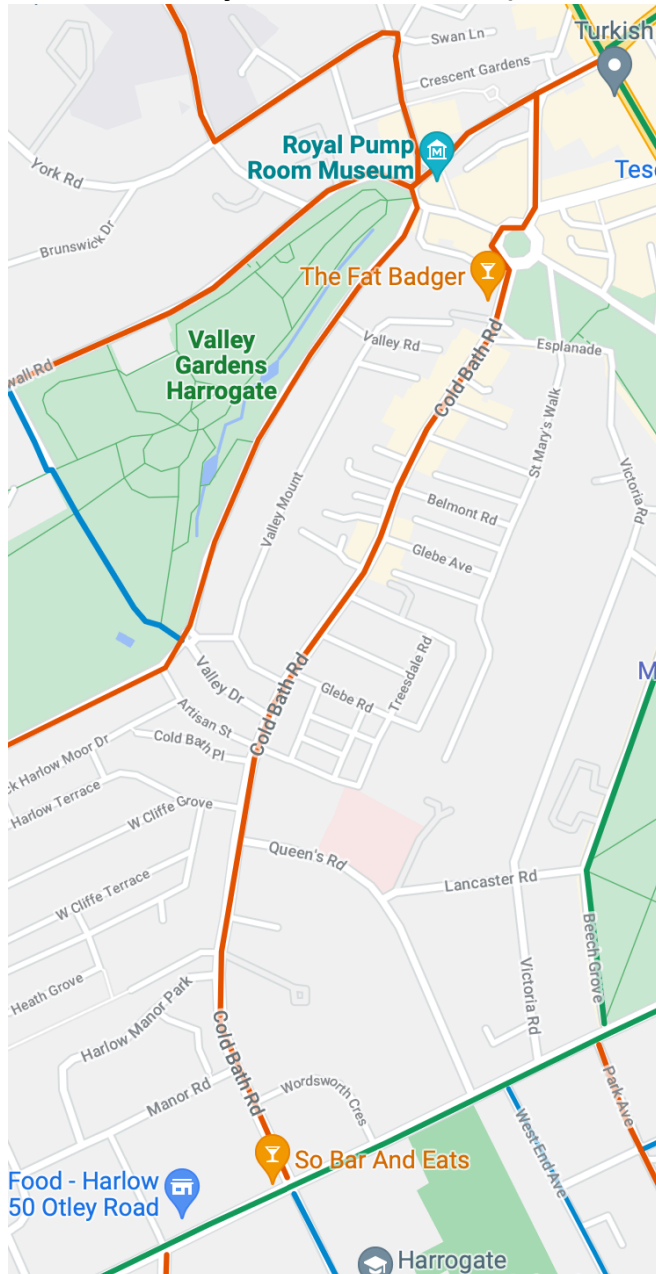 Swan Ln
Turkish
Crescent Gardens
Royal Pump
Room Museum
York Rd
Brunswick Dr
The Fat Badger
Valley
Gardens
Harrogate
Valley Rd
Esplanade
wall Rd
Cold Bath Rd
St Mary's Walk
Victoria Rd
Belmont Rd
Valley Mount
Glebe Ave
Treesdale Rd
M
Valley Dr
Glebe Rd
Cold Bath Rd
Artisan St
Cold Bath Pl
ck Harlow Moor Dr
Harlow Terrace
W Cliffe Grove
Queen's Rd
Lancaster Rd
W Cliffe Terrace
Beech Grove
Heath Grove
Victoria Rd
Harlow Manor Park
Cold Bath Rd
Manor Rd
Wordsworth Cres
Park Ave
West End Ave
So Bar And Eats
Food - Harlow
50 Otley Road
Harrogate